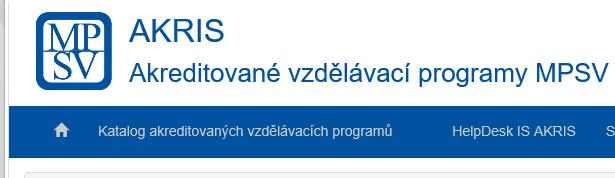 MP
SV
AKRIS
Akreditované vzdělávací programy MPSV
Katalog akreditovaných vzdělávacích programů HelpDesk IS AKRIS S